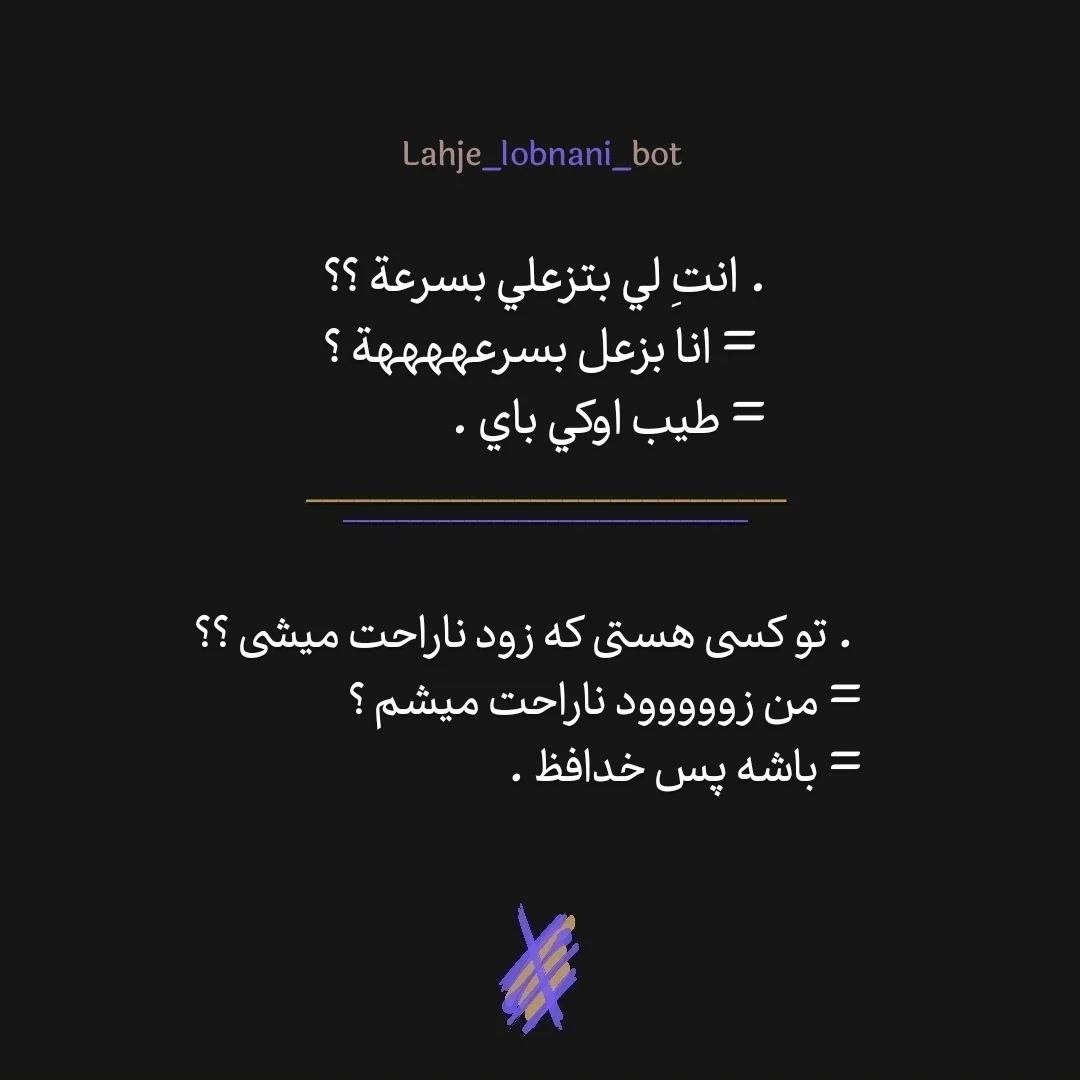 Lahje_lobnani_bot
. انتِ لي بتزعلي بسرعة ؟؟
= انا بزعل بسرعههههة ؟
= طيب اوكي باي .
. تو کسی هستی که زود ناراحت میشی ؟؟
= من زوووووود ناراحت میشم ؟
= باشه پس خدافظ .